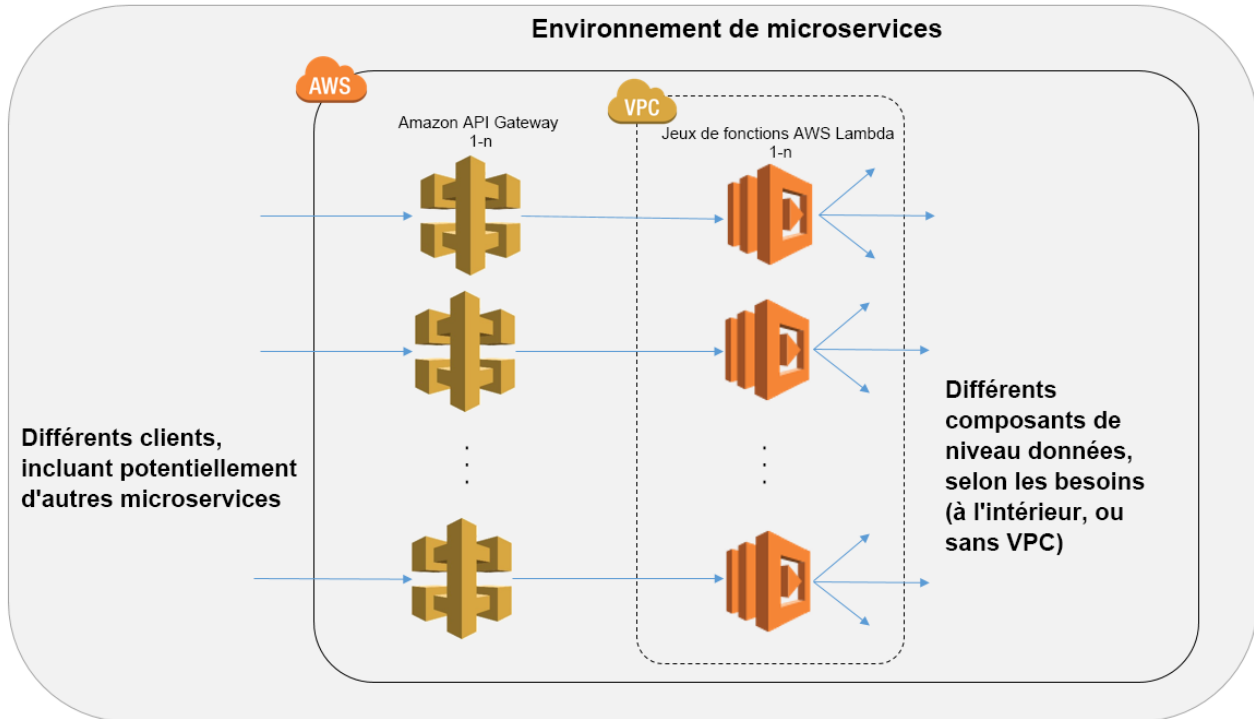 Environnement de microservices
AWS
VPC
Amazon API Gateway
1-n
Jeux de fonctions AWS Lambda
1-n
Différents clients,
incluant potentiellement
d'autres microservices
Différents
composants de
niveau données,
selon les besoins
(à l'intérieur, ou
sans VPC)